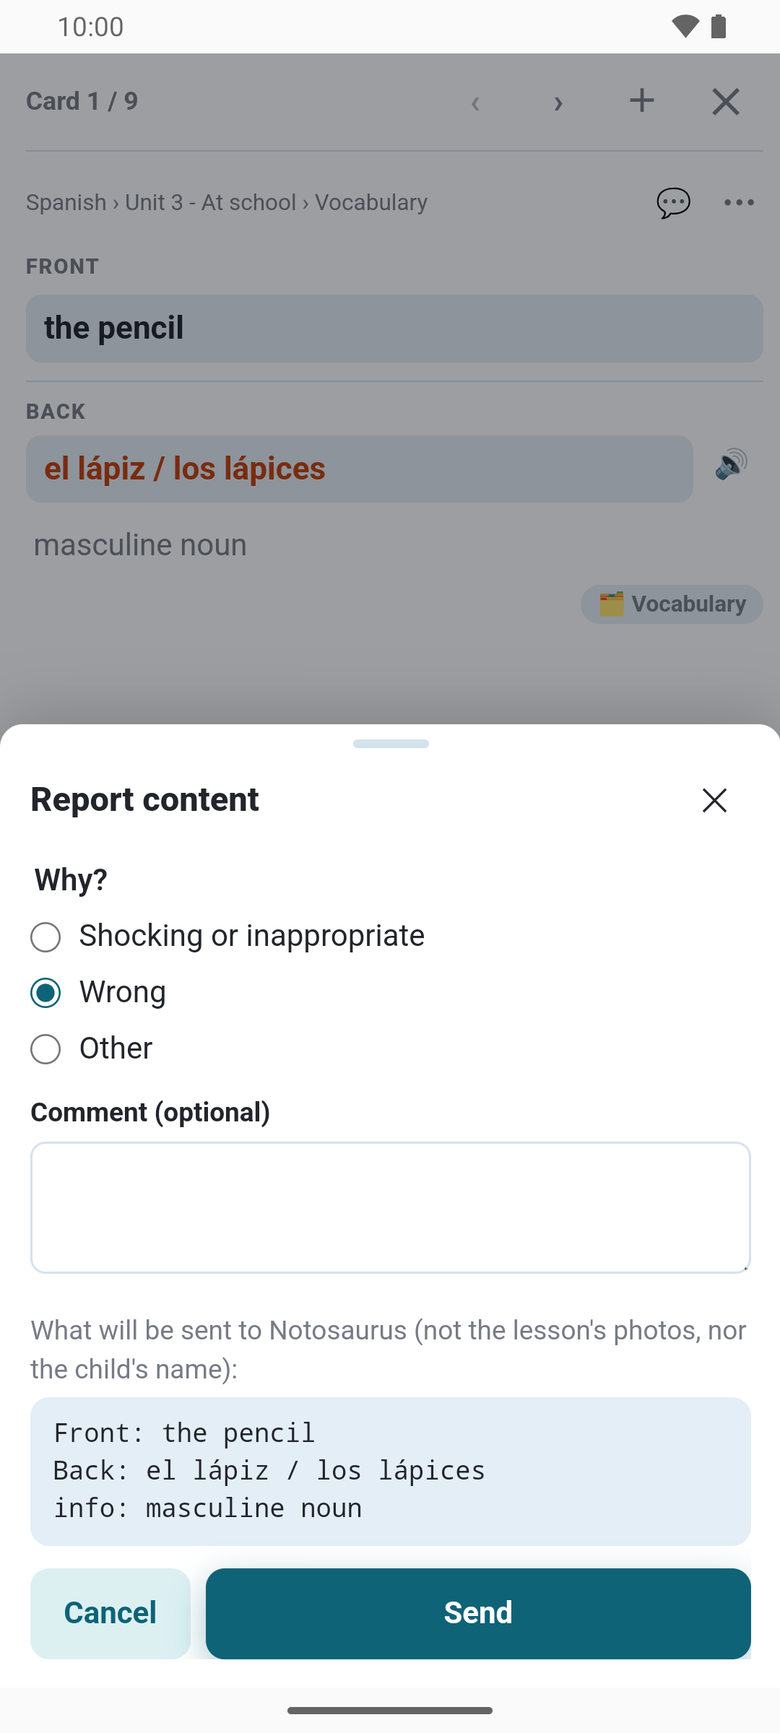 10:00
Card 1 / 9
Spanish › Unit 3 - At school › Vocabulary
FRONT
the pencil
BACK
el lápiz / los lápices
masculine noun
Vocabulary
Report content
Why?
Shocking or inappropriate
Wrong
Other
Comment (optional)
What will be sent to Notosaurus (not the lesson's photos, nor
the child's name):
Front: the pencil
Back: el lápiz / los lápices
info: masculine noun
Cancel
Send